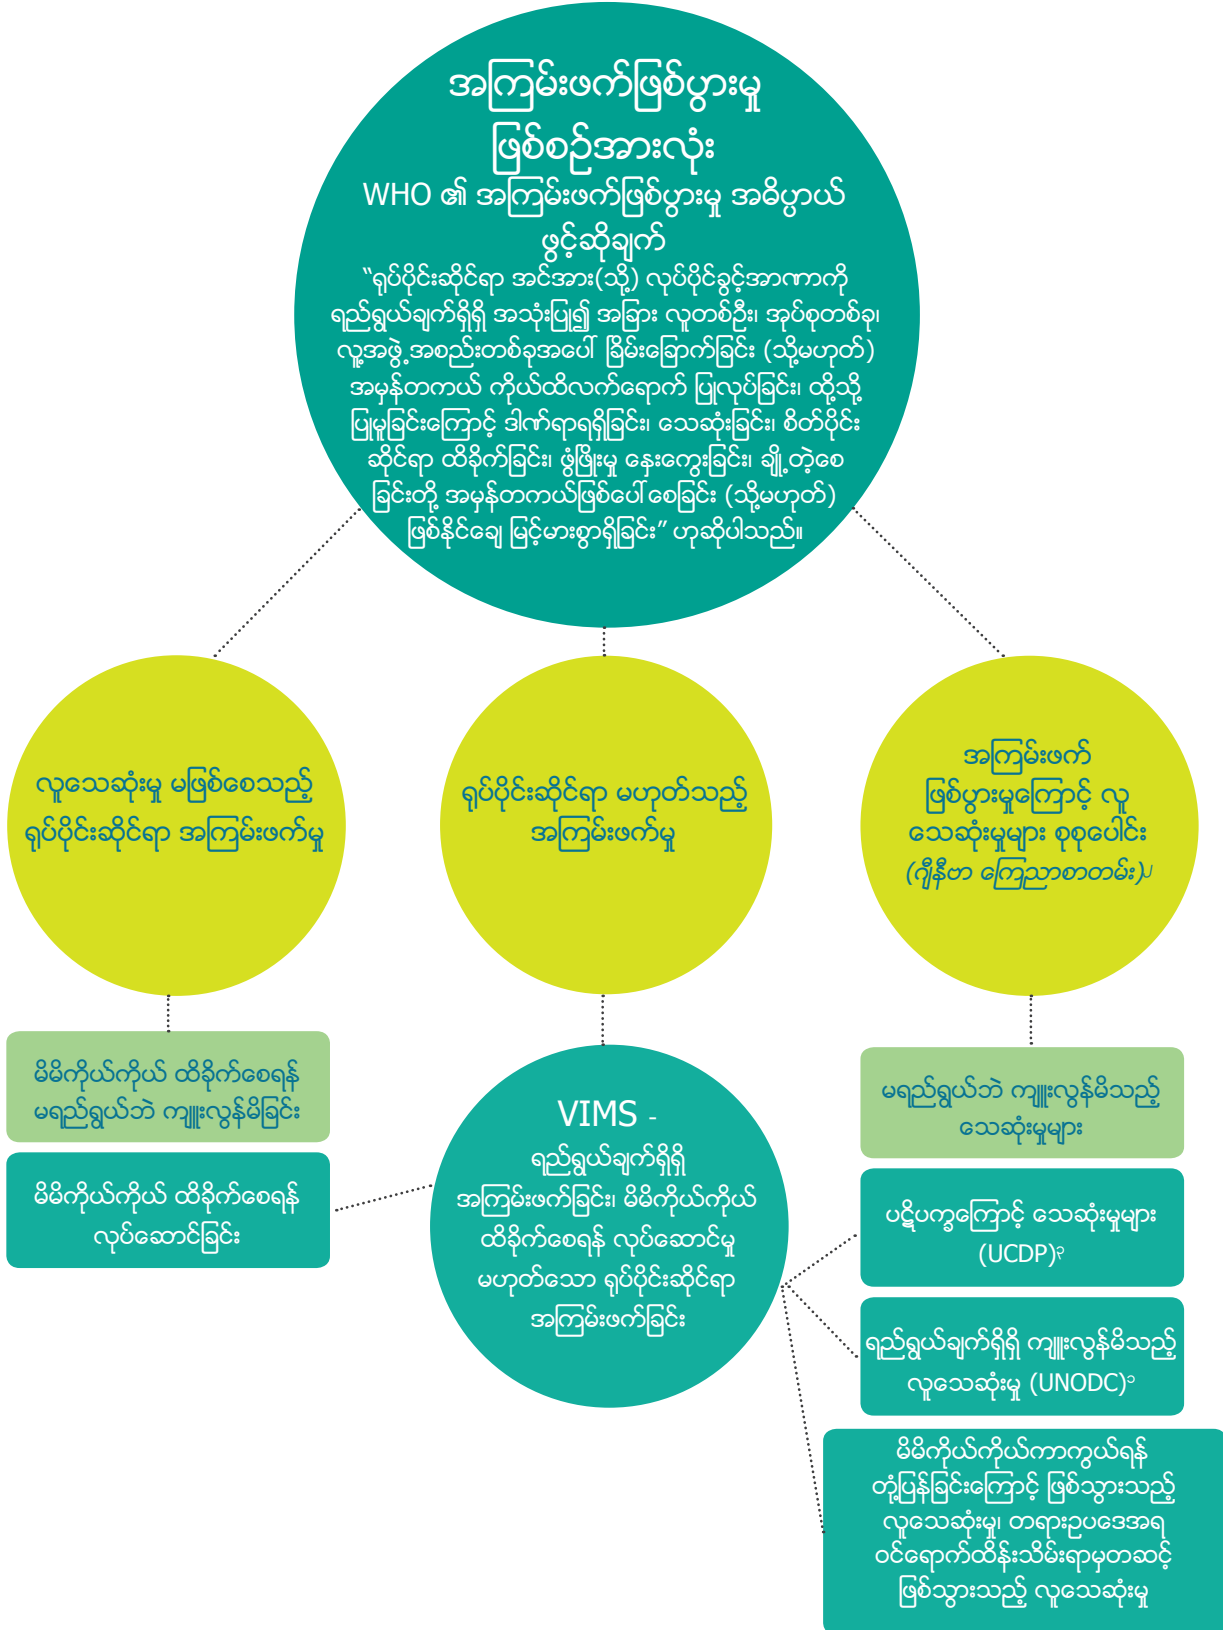 အကြမ်းဖက်ဖြစ်ပွားမှု
ဖြစ်စဉ်အားလုံး
WHO ၏ အကြမ်းဖက်ဖြစ်ပွားမှု အဓိပ္ပာယ်
ဖွင့်ဆိုချက်
“ရုပ်ပိုင်းဆိုင်ရာ အင်အား(သို့) လုပ်ပိုင်ခွင့်အာဏာကို
ရည်ရွယ်ချက်ရှိရှိ အသုံးပြု၍ အခြား လူတစ်ဦး၊ အုပ်စုတစ်ခု၊
လူ့အဖွဲ့အစည်းတစ်ခုအပေါ် ခြိမ်းခြောက်ခြင်း (သို့မဟုတ်)
အမှန်တကယ် ကိုယ်ထိလက်ရောက် ပြုလုပ်ခြင်း၊ ထို့သို့
ပြုမူခြင်းကြောင့် ဒါဏ်ရာရရှိခြင်း၊ သေဆုံးခြင်း၊ စိတ်ပိုင်း
ဆိုင်ရာ ထိခိုက်ခြင်း၊ ဖွံ့ဖြိုးမှု နှေးကွေးခြင်း၊ ချို့တဲ့စေ
ခြင်းတို့ အမှန်တကယ်ဖြစ်ပေါ်စေခြင်း (သို့မဟုတ်)
ဖြစ်နိုင်ချေ မြင့်မားစွာရှိခြင်း” ဟုဆိုပါသည်။
လူသေဆုံးမှု မဖြစ်စေသည့်
ရုပ်ပိုင်းဆိုင်ရာ အကြမ်းဖက်မှု
ရုပ်ပိုင်းဆိုင်ရာ မဟုတ်သည့်
အကြမ်းဖက်မှု
အကြမ်းဖက်
ဖြစ်ပွားမှုကြောင့် လူ
သေဆုံးမှုများ စုစုပေါင်း
(ဂျီနီဗာ ကြေညာစာတမ်း)၂
မိမိကိုယ်ကိုယ် ထိခိုက်စေရန်
မရည်ရွယ်ဘဲ ကျူးလွန်မိခြင်း
မိမိကိုယ်ကိုယ် ထိခိုက်စေရန်
လုပ်ဆောင်ခြင်း
VIMS -
ရည်ရွယ်ချက်ရှိရှိ
အကြမ်းဖက်ခြင်း၊ မိမိကိုယ်ကိုယ်
ထိခိုက်စေရန် လုပ်ဆောင်မှု
မဟုတ်သော ရုပ်ပိုင်းဆိုင်ရာ
အကြမ်းဖက်ခြင်း
မရည်ရွယ်ဘဲ ကျူးလွန်မိသည့်
သေဆုံးမှုများ
ပဋိပက္ခကြောင့် သေဆုံးမှုများ
(UCDP)၃
ရည်ရွယ်ချက်ရှိရှိ ကျူးလွန်မိသည့်
လူသေဆုံးမှု (UNODC)၁
မိမိကိုယ်ကိုယ်ကာကွယ်ရန်
တုံ့ပြန်ခြင်းကြောင့် ဖြစ်သွားသည့်
လူသေဆုံးမှု၊ တရားဥပဒေအရ
ဝင်ရောက်ထိန်းသိမ်းရာမှတဆင့်
ဖြစ်သွားသည့် လူသေဆုံးမှု